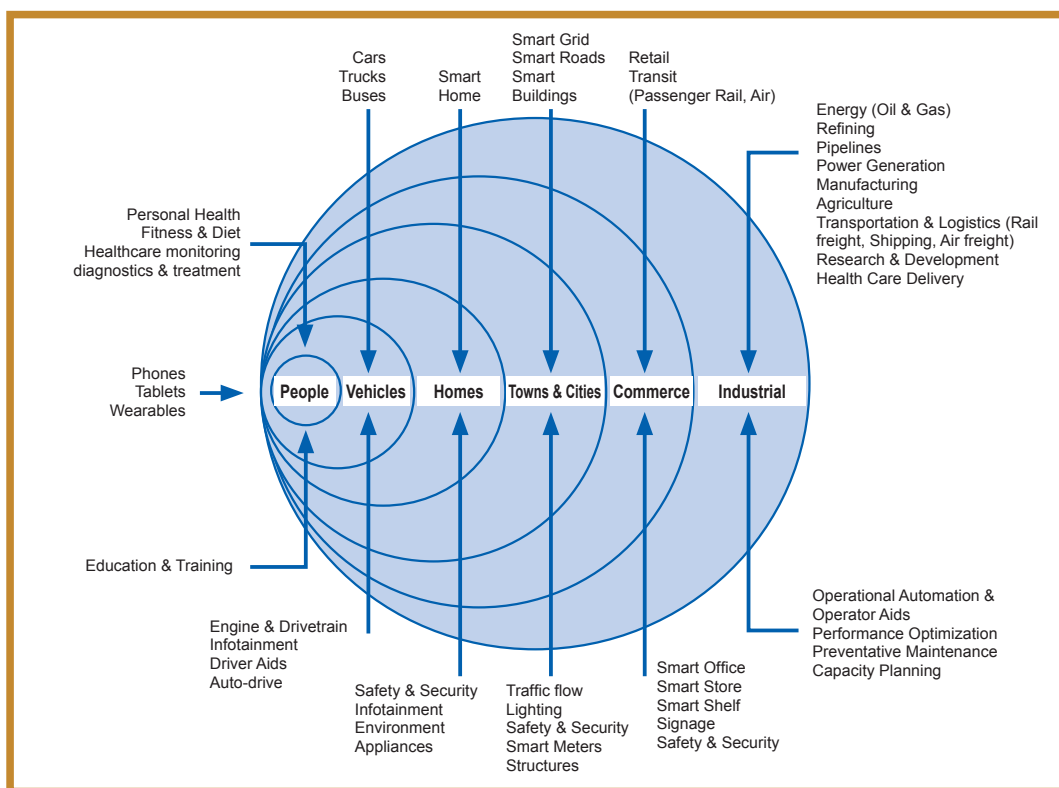 Cars
Trucks
Buses
Smart
Home
Smart Grid
Smart Roads
Smart
Buildings
Retail
Transit
(Passenger Rail, Air)
Energy (Oil & Gas)
Refining
Pipelines
Power Generation
Manufacturing
Agriculture
Transportation & Logistics (Rail
freight, Shipping, Air freight)
Research & Development
Health Care Delivery
Personal Health
Fitness & Diet
Healthcare monitoring
diagnostics & treatment
Phones
Tablets
Wearables
People
Vehicles
Homes
Towns & Cities
Commerce
Industrial
Education & Training
Engine & Drivetrain
Infotainment
Driver Aids
Auto-drive
Safety & Security
Infotainment
Environment
Appliances
Traffic flow
Lighting
Safety & Security
Smart Meters
Structures
Smart Office
Smart Store
Smart Shelf
Signage
Safety & Security
Operational Automation &
Operator Aids
Performance Optimization
Preventative Maintenance
Capacity Planning